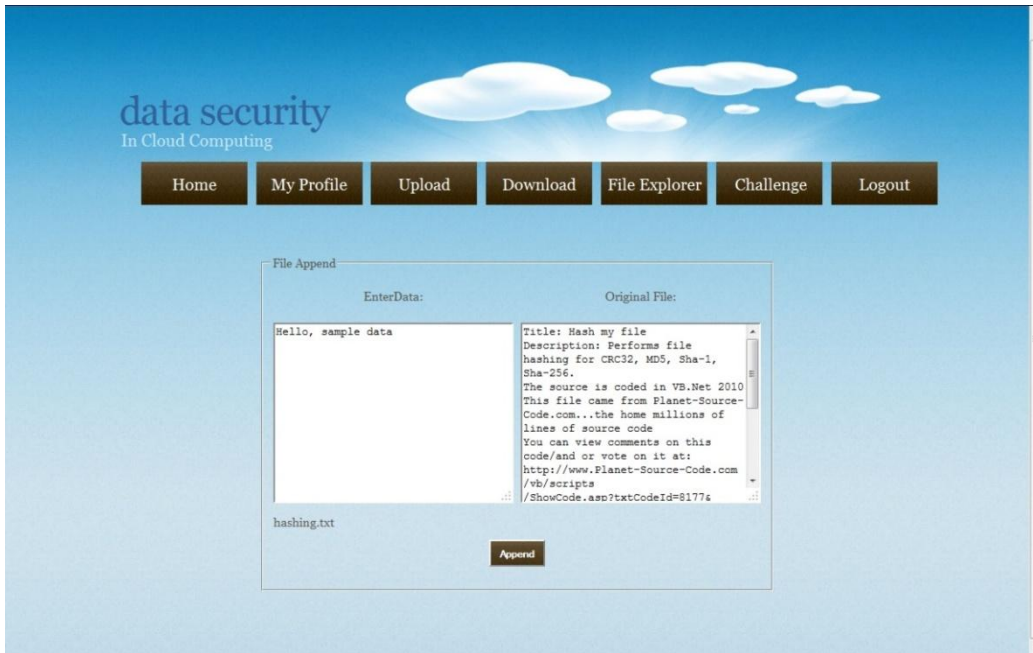 data security
In Cloud Computing
Home My Profile Upload Download File Explorer Challenge Logout
File Append
EnterData:
Original File:
Hello, sample data
Title: Hash my file
Description: Performs file
hashing for CRC32, MD5, Sha-1,
Sha-256.
The source is coded in VB.Net 2010
This file came from Planet-Source-
Code.com...the home millions of
lines of source code
You can view comments on this
code/and or vote on it at:
http://www.Planet-Source-Code.com
/vb/scripts
/ShowCode.asp?txtCodeId=8177&
hashing.txt
Append